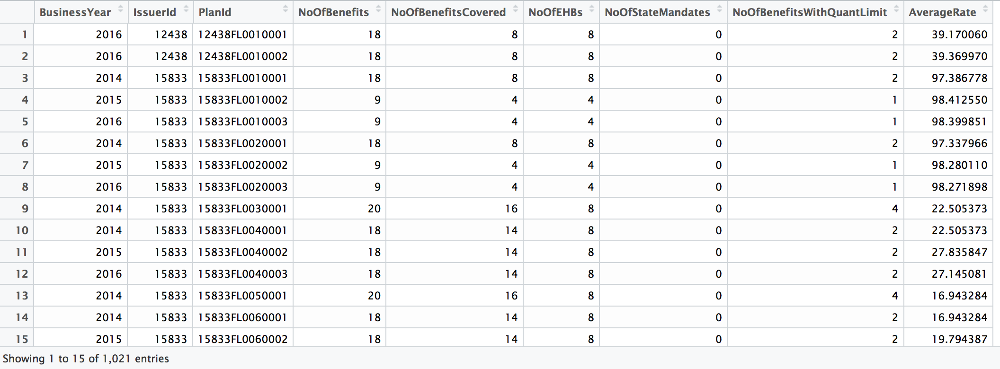 BusinessYear IssuerId PlanId NoOfBenefits NoOfBenefitsCovered NoOfEHBs NoOfStateMandates NoOfBenefitsWithQuantLimit AverageRate
1 2016 12438 12438FL0010001 18 8 8 0 2 39.170060
2 2016 12438 12438FL0010002 18 8 8 0 2 39.369970
3 2014 15833 15833FL0010001 18 8 8 0 2 97.386778
4 2015 15833 15833FL0010002 9 4 4 0 1 98.412550
5 2016 15833 15833FL0010003 9 4 4 0 1 98.399851
6 2014 15833 15833FL0020001 18 8 8 0 2 97.337966
7 2015 15833 15833FL0020002 9 4 4 0 1 98.280110
8 2016 15833 15833FL0020003 9 4 4 0 1 98.271898
9 2014 15833 15833FL0030001 20 16 8 0 4 22.505373
10 2014 15833 15833FL0040001 18 14 8 0 2 22.505373
11 2015 15833 15833FL0040002 18 14 8 0 2 27.835847
12 2016 15833 15833FL0040003 18 14 8 0 2 27.145081
13 2014 15833 15833FL0050001 20 16 8 0 4 16.943284
14 2014 15833 15833FL0060001 18 14 8 0 2 16.943284
15 2015 15833 15833FL0060002 18 14 8 0 2 19.794387
Showing 1 to 15 of 1,021 entries